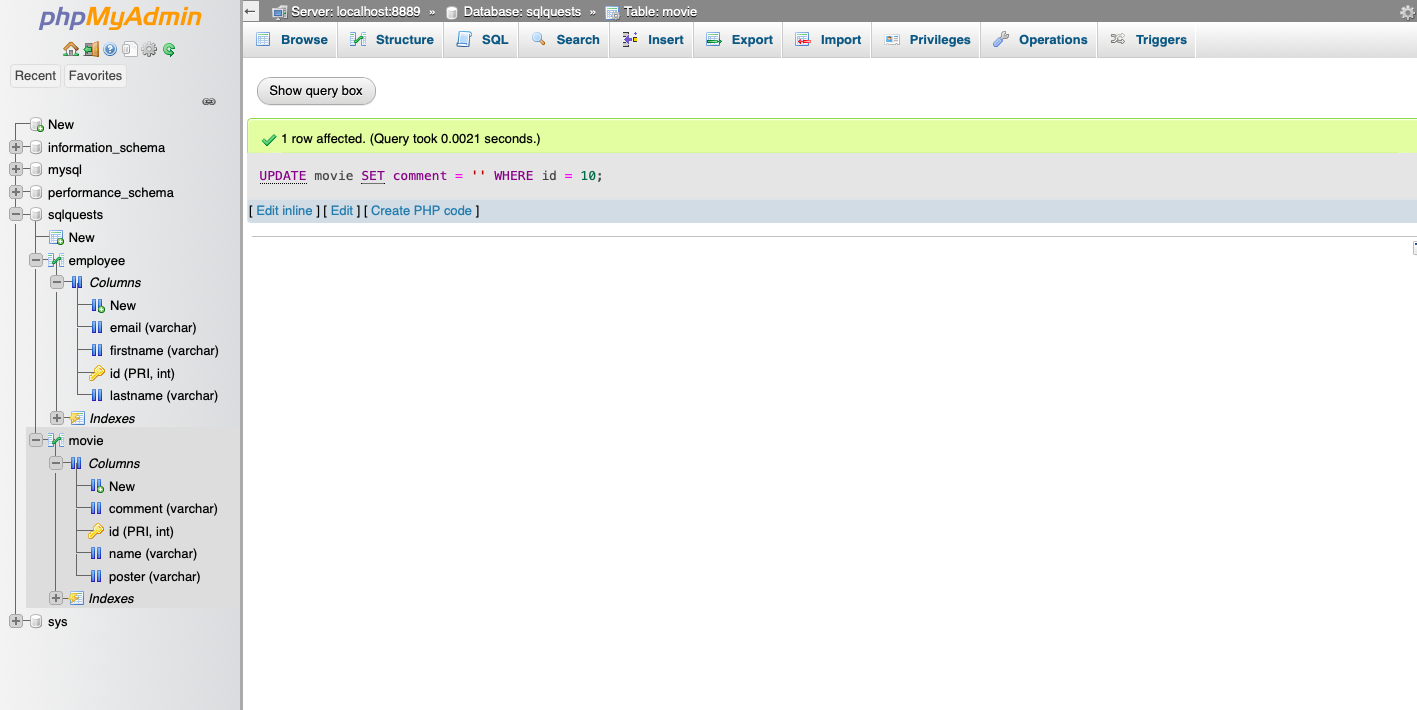 phpMyAdmin
Recent Favorites
New
information_schema
mysql
performance_schema
sqlquests
New
employee
Columns
New
email (varchar)
firstname (varchar)
id (PRI, int)
lastname (varchar)
Indexes
movie
Columns
New
comment (varchar)
id (PRI, int)
name (varchar)
poster (varchar)
Indexes
sys
Server: localhost:8889 » Database: sqlquests » Table: movie
Browse Structure SQL Search Insert Export Import Privileges Operations Triggers
Show query box
1 row affected. (Query took 0.0021 seconds.)
UPDATE movie SET comment = '' WHERE id = 10;
[ Edit inline ] [ Edit ] [ Create PHP code ]